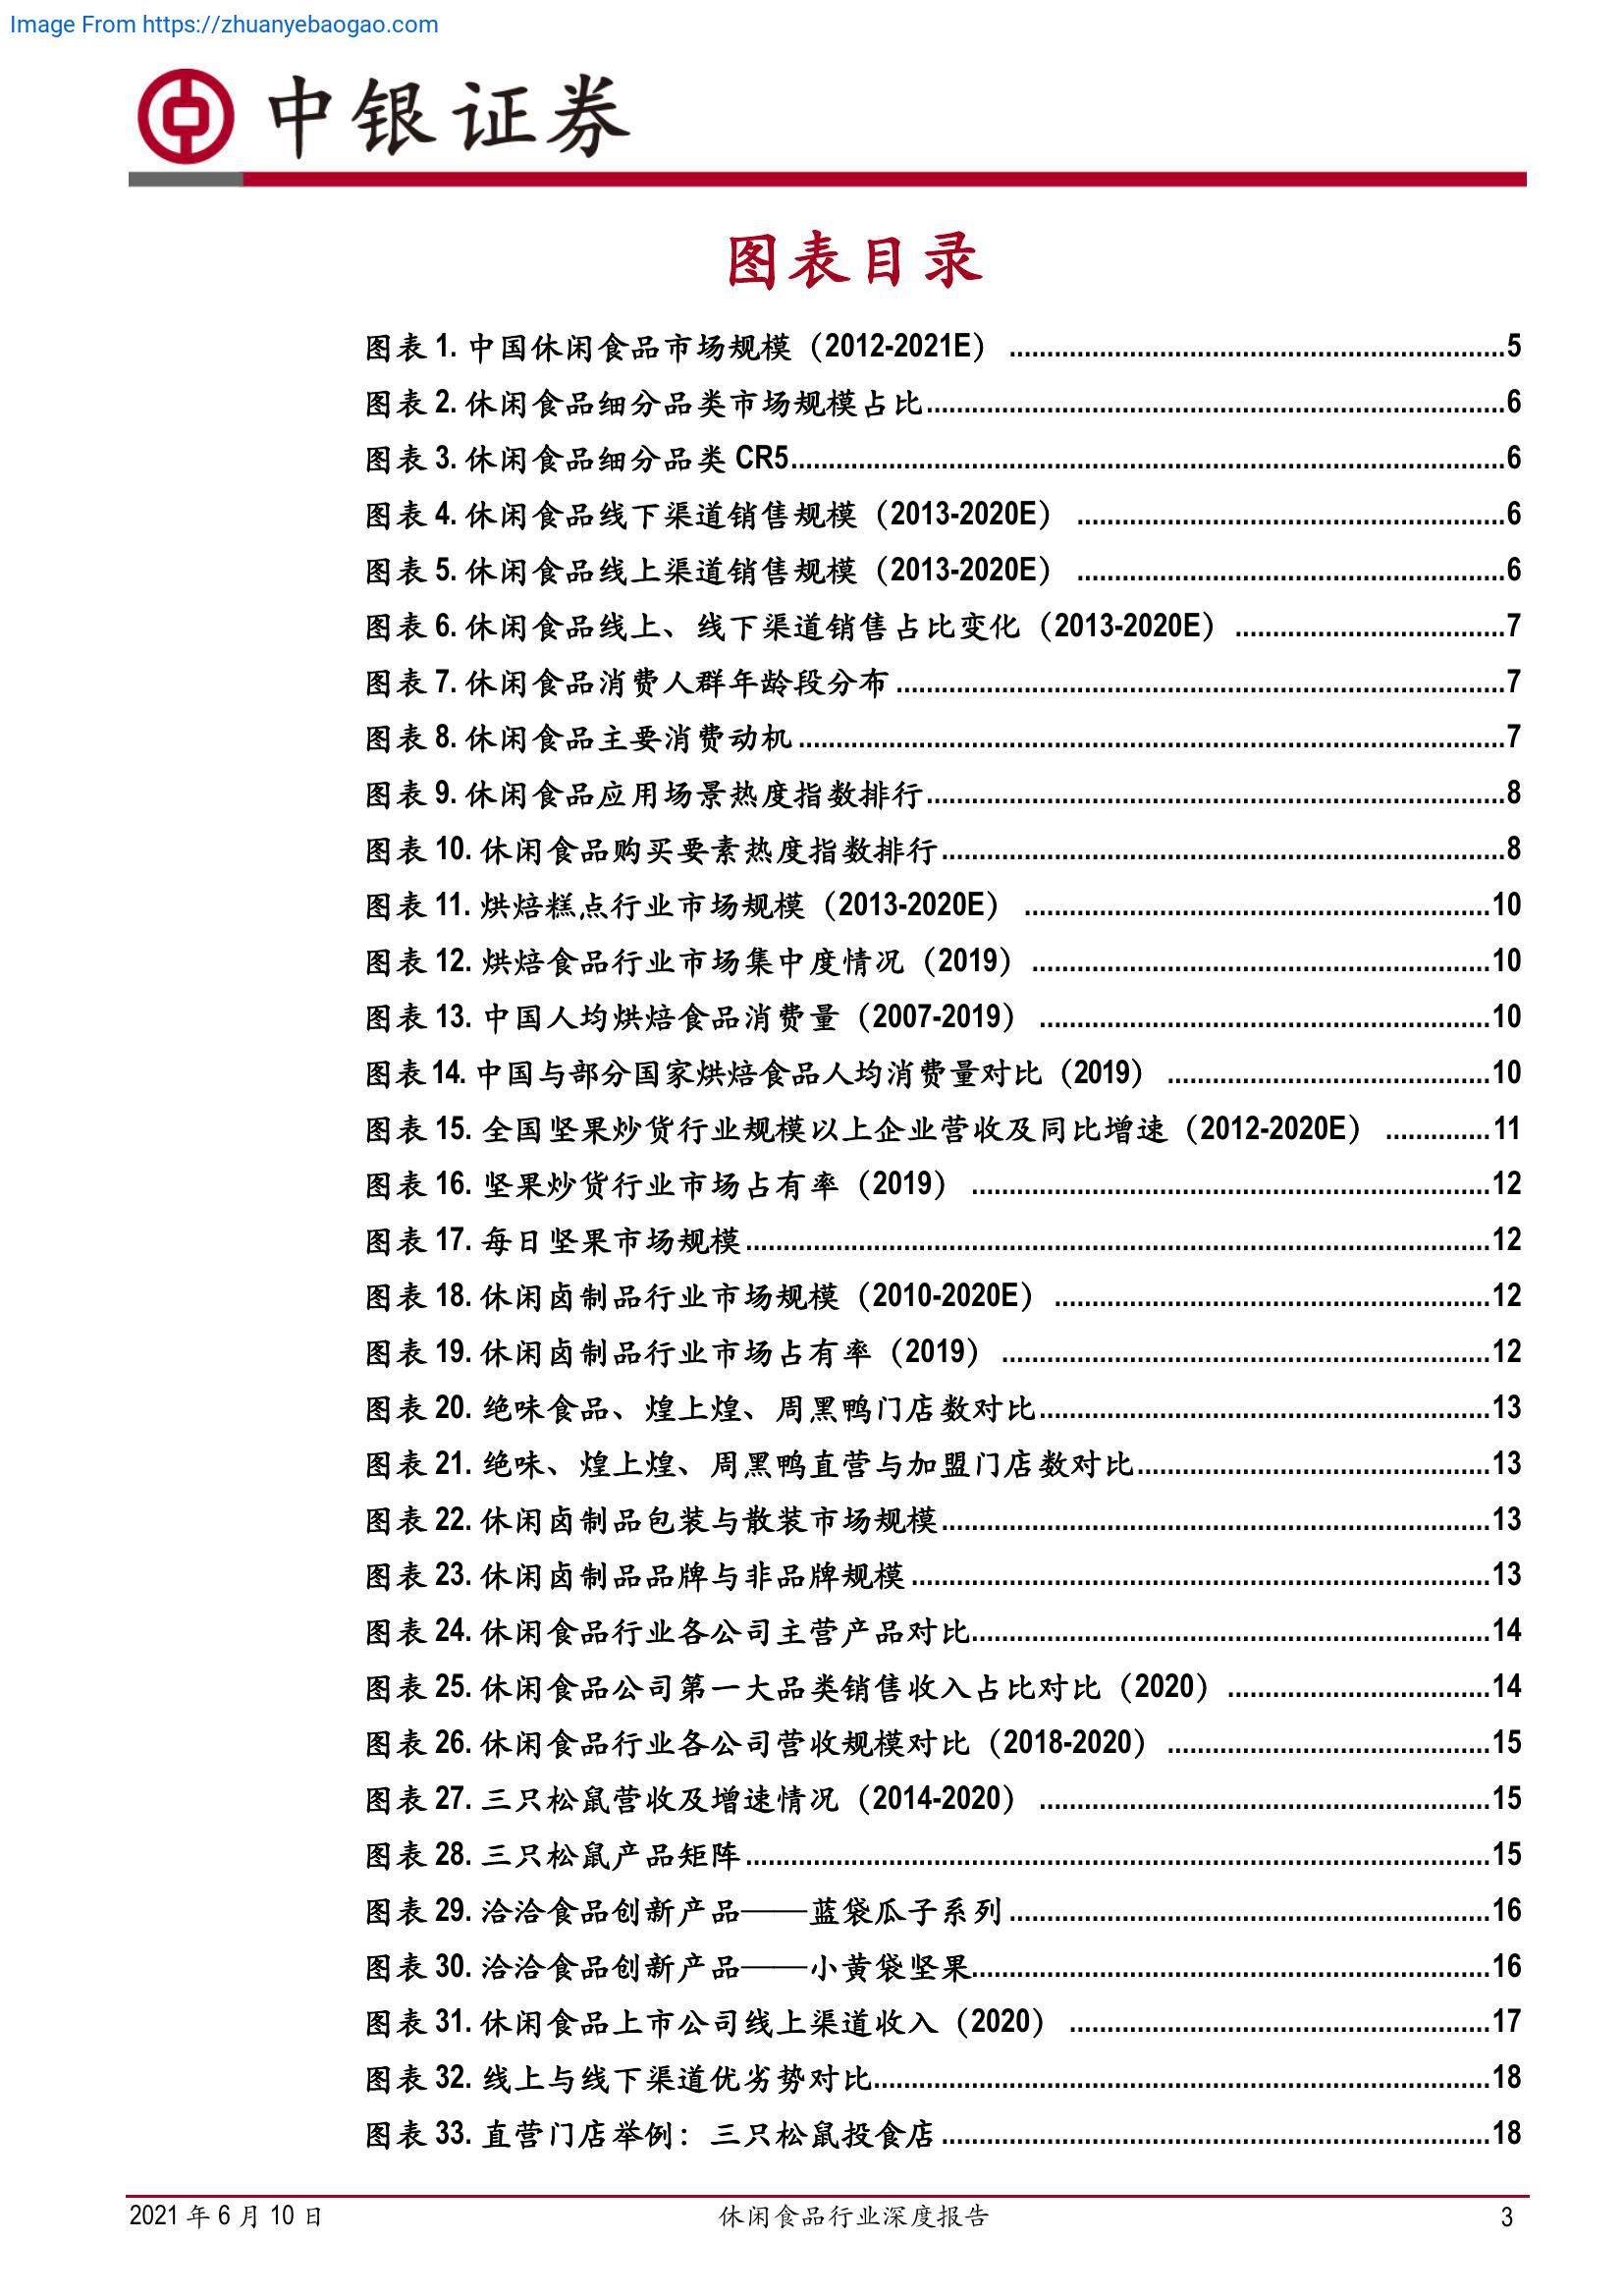 Image From https://zhuanyebaogao.com
中银证券
图表目录
图表 1. 中国休闲食品市场规模（2012-2021E） ..................................................................5
图表 2. 休闲食品细分品类市场规模占比.............................................................................6
图表 3. 休闲食品细分品类 CR5...............................................................................................6
图表 4. 休闲食品线下渠道销售规模（2013-2020E） .........................................................6
图表 5. 休闲食品线上渠道销售规模（2013-2020E） .........................................................6
图表 6. 休闲食品线上、线下渠道销售占比变化（2013-2020E） ....................................7
图表 7. 休闲食品消费人群年龄段分布 .................................................................................7
图表 8. 休闲食品主要消费动机 ..............................................................................................7
图表 9. 休闲食品应用场景热度指数排行.............................................................................8
图表 10. 休闲食品购买要素热度指数排行...........................................................................8
图表 11. 烘焙糕点行业市场规模（2013-2020E） ..............................................................10
图表 12. 烘焙食品行业市场集中度情况（2019） .............................................................10
图表 13. 中国人均烘焙食品消费量（2007-2019） ............................................................10
图表 14. 中国与部分国家烘焙食品人均消费量对比（2019） ...........................................10
图表 15. 全国坚果炒货行业规模以上企业营收及同比增速（2012-2020E） ..............11
图表 16. 坚果炒货行业市场占有率（2019） .....................................................................12
图表 17. 每日坚果市场规模...................................................................................................12
图表 18. 休闲卤制品行业市场规模（2010-2020E） ..........................................................12
图表 19. 休闲卤制品行业市场占有率（2019） .................................................................12
图表 20. 绝味食品、煌上煌、周黑鸭门店数对比............................................................13
图表 21. 绝味、煌上煌、周黑鸭直营与加盟门店数对比...............................................13
图表 22. 休闲卤制品包装与散装市场规模.........................................................................13
图表 23. 休闲卤制品品牌与非品牌规模 .............................................................................13
图表 24. 休闲食品行业各公司主营产品对比.....................................................................14
图表 25. 休闲食品公司第一大品类销售收入占比对比（2020） ...................................14
图表 26. 休闲食品行业各公司营收规模对比（2018-2020） ...........................................15
图表 27. 三只松鼠营收及增速情况（2014-2020） ............................................................15
图表 28. 三只松鼠产品矩阵...................................................................................................15
图表 29. 洽洽食品创新产品——蓝袋瓜子系列 ................................................................16
图表 30. 洽洽食品创新产品——小黄袋坚果.....................................................................16
图表 31. 休闲食品上市公司线上渠道收入（2020） ........................................................17
图表 32. 线上与线下渠道优劣势对比..................................................................................18
图表 33. 直营门店举例：三只松鼠投食店 .........................................................................18
2021 年 6 月 10 日
休闲食品行业深度报告
3